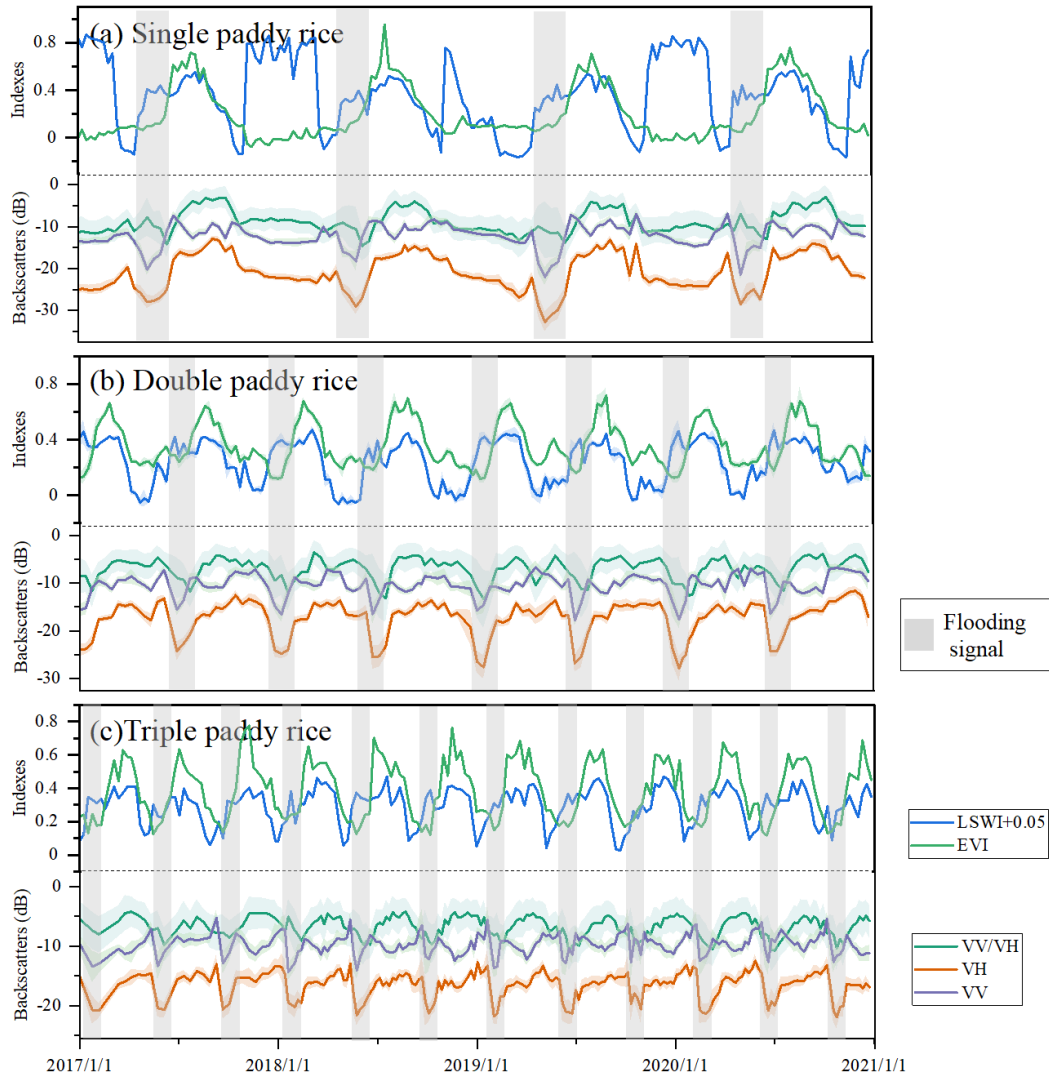 (a) Single paddy rice
0.8
0.4
0
Indexes
0
-10
-20
-30
Backscatters (dB)
(b) Double paddy rice
0.8
0.4
0
Indexes
0
-10
-20
-30
Backscatters (dB)
Flooding
signal
(c)Triple paddy rice
0.8
0.6
0.4
0.2
0
Indexes
LSWI+0.05
EVI
0
-10
-20
Backscatters (dB)
VV/VH
VH
VV
2017/1/1
2018/1/1
2019/1/1
2020/1/1
2021/1/1